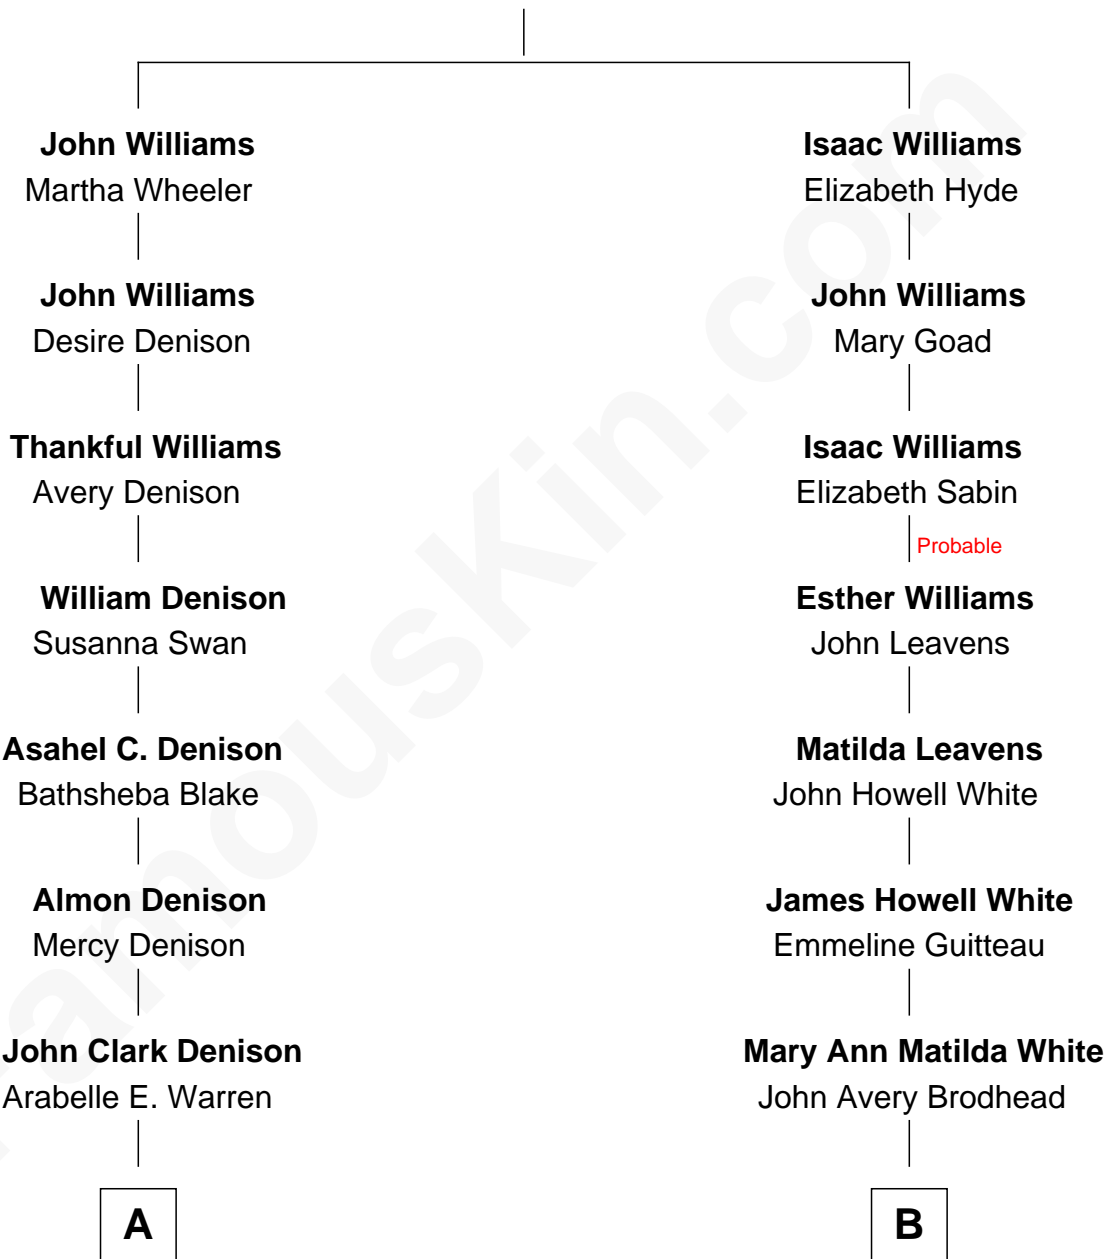 John Williams
Martha Wheeler
Isaac Williams
Elizabeth Hyde
John Williams
Desire Denison
John Williams
Mary Goad
Thankful Williams
Avery Denison
Isaac Williams
Elizabeth Sabin
Probable
William Denison
Susanna Swan
Esther Williams
John Leavens
Asahel C. Denison
Bathsheba Blake
Matilda Leavens
John Howell White
Almon Denison
Mercy Denison
James Howell White
Emmeline Guitteau
John Clark Denison
Arabelle E. Warren
Mary Ann Matilda White
John Avery Brodhead
A
B
FamousKin.com